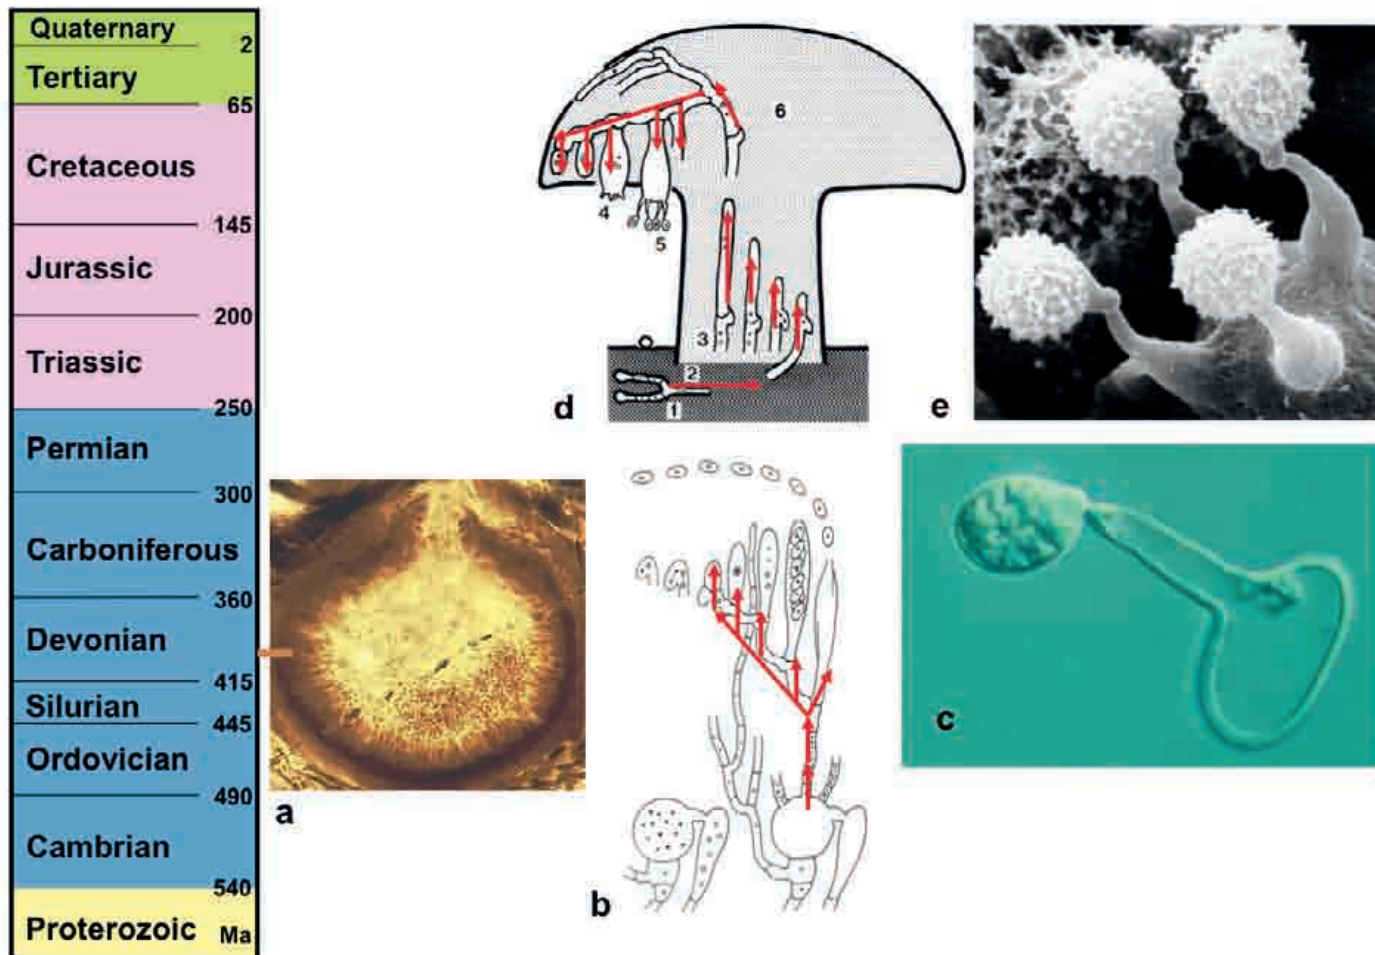 Quaternary
2
Tertiary
65
Cretaceous
145
Jurassic
200
Triassic
250
Permian
300
Carboniferous
360
Devonian
415
Silurian
445
Ordovician
490
Cambrian
540
Proterozoic Ma
a
6
4
5
3
2
1
d
e
b
c